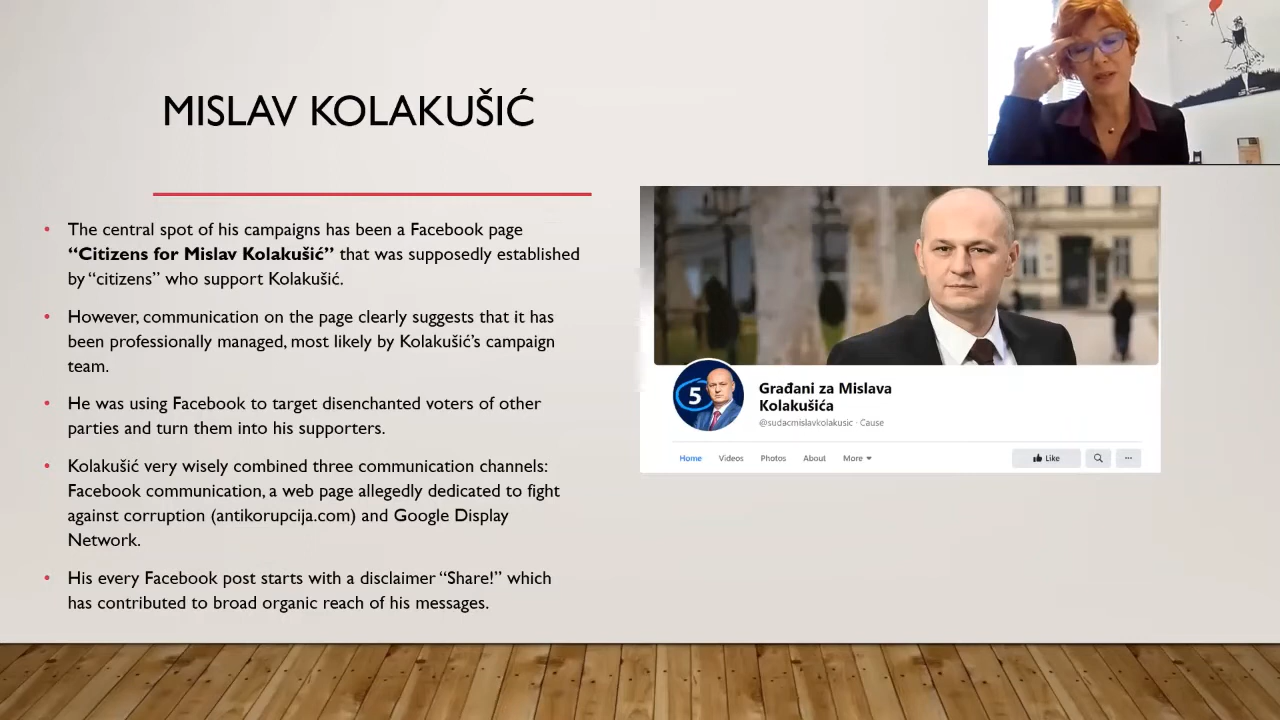 MISLAV KOLAKUŠIĆ
• The central spot of his campaigns has been a Facebook page
“Citizens for Mislav Kolakušić” that was supposedly established
by “citizens” who support Kolakušić.
• However, communication on the page clearly suggests that it has
been professionally managed, most likely by Kolakušić’s campaign
team.
• He was using Facebook to target disenchanted voters of other
parties and turn them into his supporters.
• Kolakušić very wisely combined three communication channels:
Facebook communication, a web page allegedly dedicated to fight
against corruption (antikorupcija.com) and Google Display
Network.
• His every Facebook post starts with a disclaimer “Share!” which
has contributed to broad organic reach of his messages.
5
Građani za Mislava
Kolakušića
@sudacmislavkolakusic · Cause
Home Videos Photos About More Like